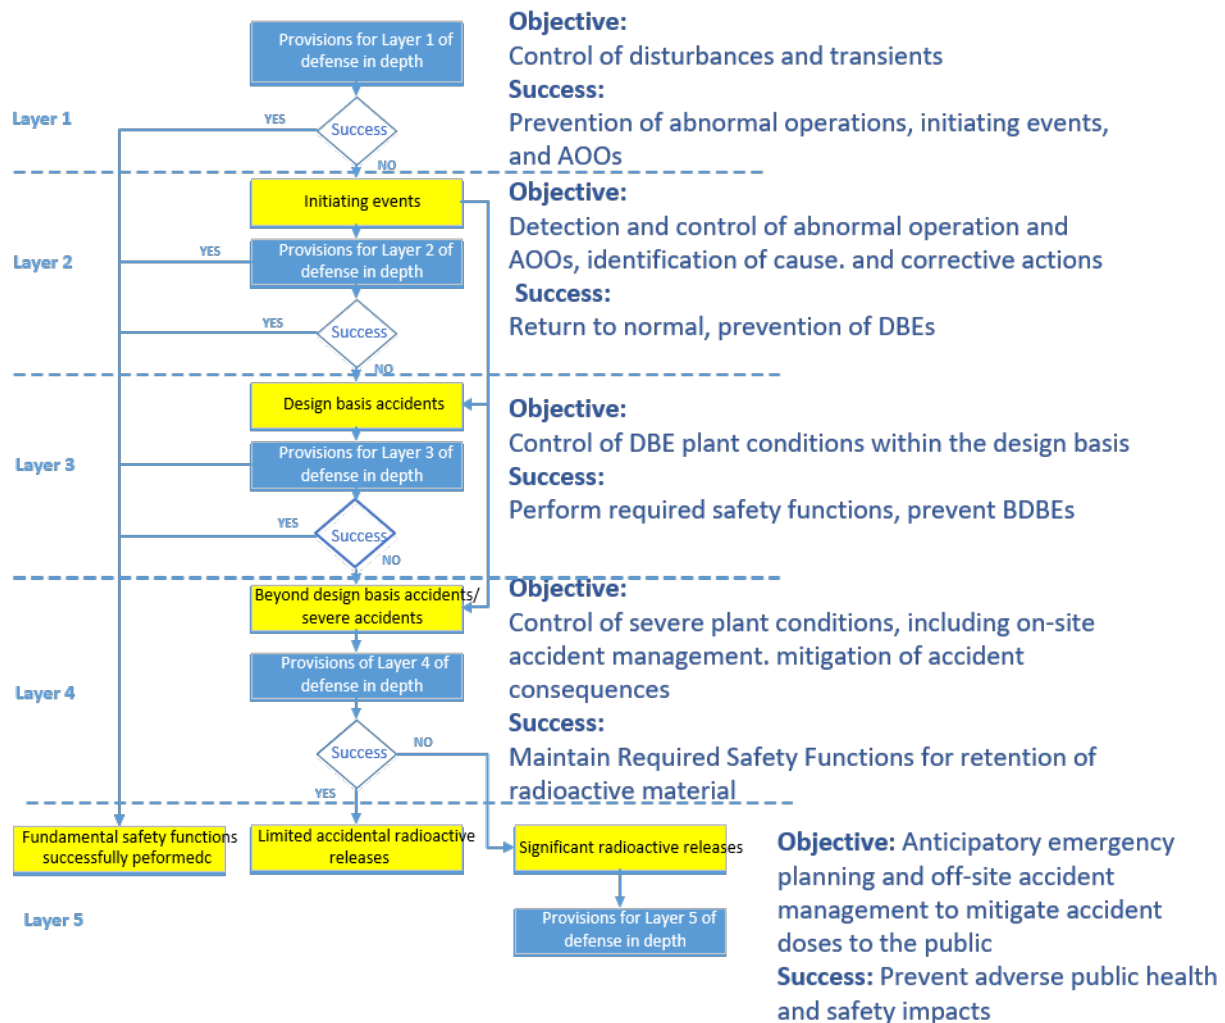 Provisions for Layer 1 of
defense in depth
Objective:
Control of disturbances and transients
Success:
Prevention of abnormal operations, initiating events,
and AOOs
Layer 1
YES
Success
NO
Initiating events
Objective:
Detection and control of abnormal operation and
AOOs, identification of cause. and corrective actions
Success:
Return to normal, prevention of DBEs
Layer 2
YES
Provisions for Layer 2 of
defense in depth
YES
Success
NO
Design basis accidents
Objective:
Control of DBE plant conditions within the design basis
Success:
Perform required safety functions, prevent BDBEs
Layer 3
Provisions for Layer 3 of
defense in depth
YES
Success
NO
Beyond design basis accidents/
severe accidents
Objective:
Control of severe plant conditions, including on-site
accident management. mitigation of accident
consequences
Success:
Maintain Required Safety Functions for retention of
radioactive material
Layer 4
Provisions of Layer 4 of
defense in depth
Success
NO
YES
Fundamental safety functions
successfully peformedc
Limited accidental radioactive
releases
Significant radioactive releases
Objective: Anticipatory emergency
planning and off-site accident
management to mitigate accident
doses to the public
Success: Prevent adverse public health
and safety impacts
Layer 5
Provisions for Layer 5 of
defense in depth